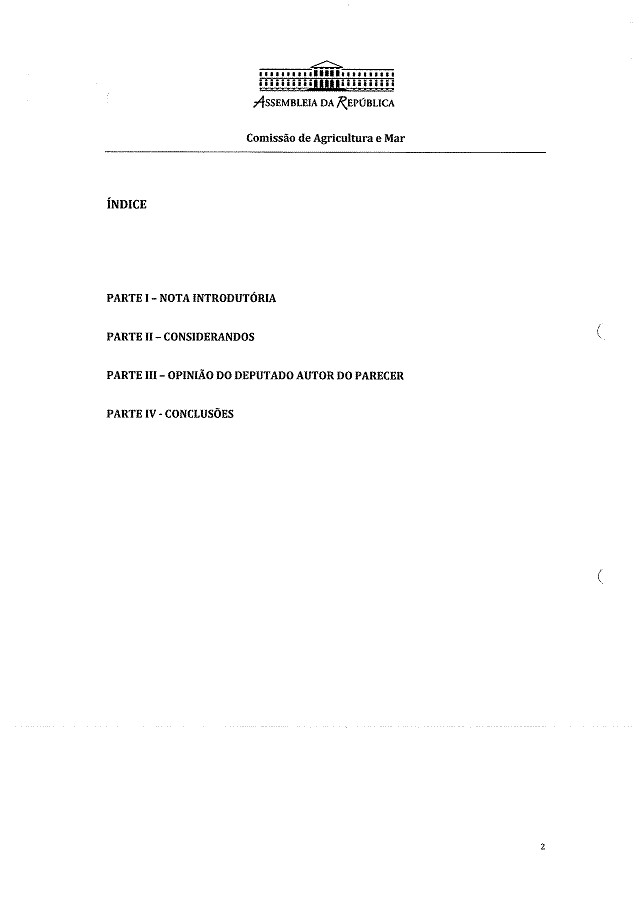 ASSEMBLEIA DA REPÚBLICA
Comissão de Agricultura e Mar
ÍNDICE
PARTE I – NOTA INTRODUTÓRIA
PARTE II – CONSIDERANDOS
PARTE III – OPINIÃO DO DEPUTADO AUTOR DO PARECER
PARTE IV - CONCLUSÕES
2